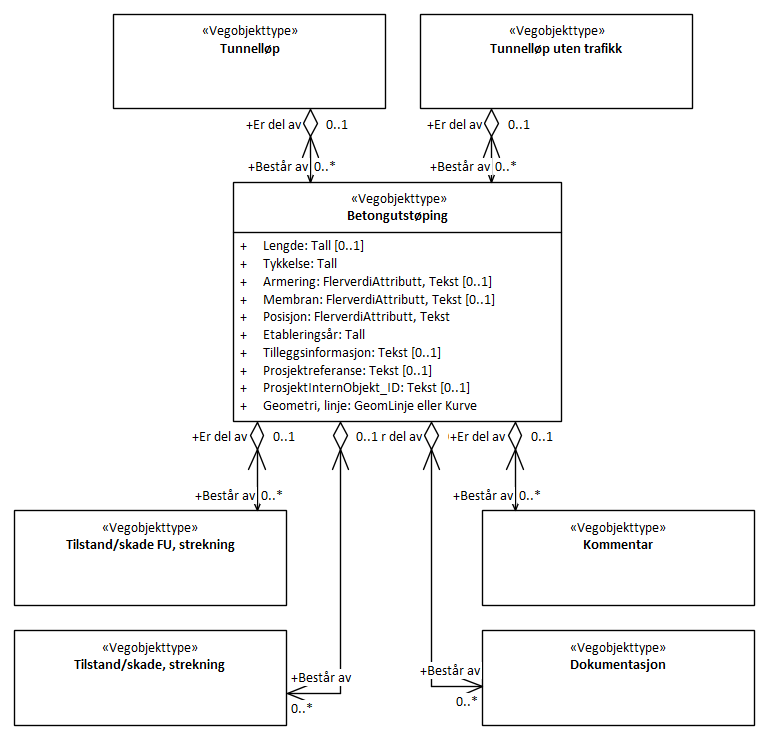 «Vegobjekttype»
Tunnelløp
«Vegobjekttype»
Tunnelløp uten trafikk
+Er del av 0..1
+Består av 0..*
+Er del av 0..1
+Består av 0..*
«Vegobjekttype»
Betongutstøping
+ Lengde: Tall [0..1]
+ Tykkelse: Tall
+ Armering: FlerverdiAttributt, Tekst [0..1]
+ Membran: FlerverdiAttributt, Tekst [0..1]
+ Posisjon: FlerverdiAttributt, Tekst
+ Etableringsår: Tall
+ Tilleggsinformasjon: Tekst [0..1]
+ Prosjektreferanse: Tekst [0..1]
+ ProsjektInternObjekt_ID: Tekst [0..1]
+ Geometri, linje: GeomLinje eller Kurve
+Er del av 0..1
0..1 r del av
+Er del av 0..1
+Består av 0..*
+Består av 0..*
«Vegobjekttype»
Tilstand/skade FU, strekning
«Vegobjekttype»
Kommentar
«Vegobjekttype»
Tilstand/skade, strekning
+Består av
0..*
«Vegobjekttype»
Dokumentasjon
+Består av
0..*